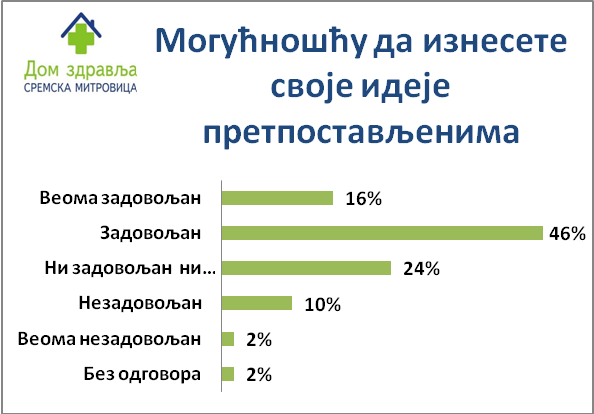 Дом здравља
СРЕМСКА МИТРОВИЦА
Могућношћу да изнесете
своје идеје
претпостављенима
Веома задовољан 16%
Задовољан 46%
Ни задовољан ни... 24%
Незадовољан 10%
Веома незадовољан 2%
Без одговора 2%